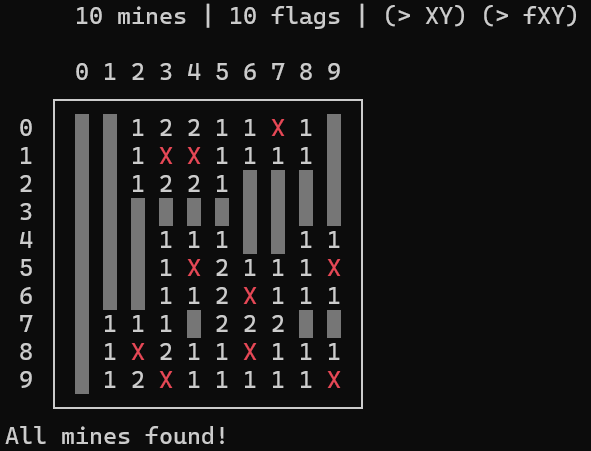 10 mines | 10 flags | (> XY) (> fXY)
0 1 2 3 4 5 6 7 8 9
0 1 2 2 1 1 X 1
1 1 X X 1 1 1 1
2 1 2 2 1
3
4 1 1 1 1 1
5 1 X 2 1 1 1 X
6 1 1 2 X 1 1 1
7 1 1 1 2 2 2
8 1 X 2 1 1 X 1 1 1
9 1 2 X 1 1 1 1 1 X
All mines found!